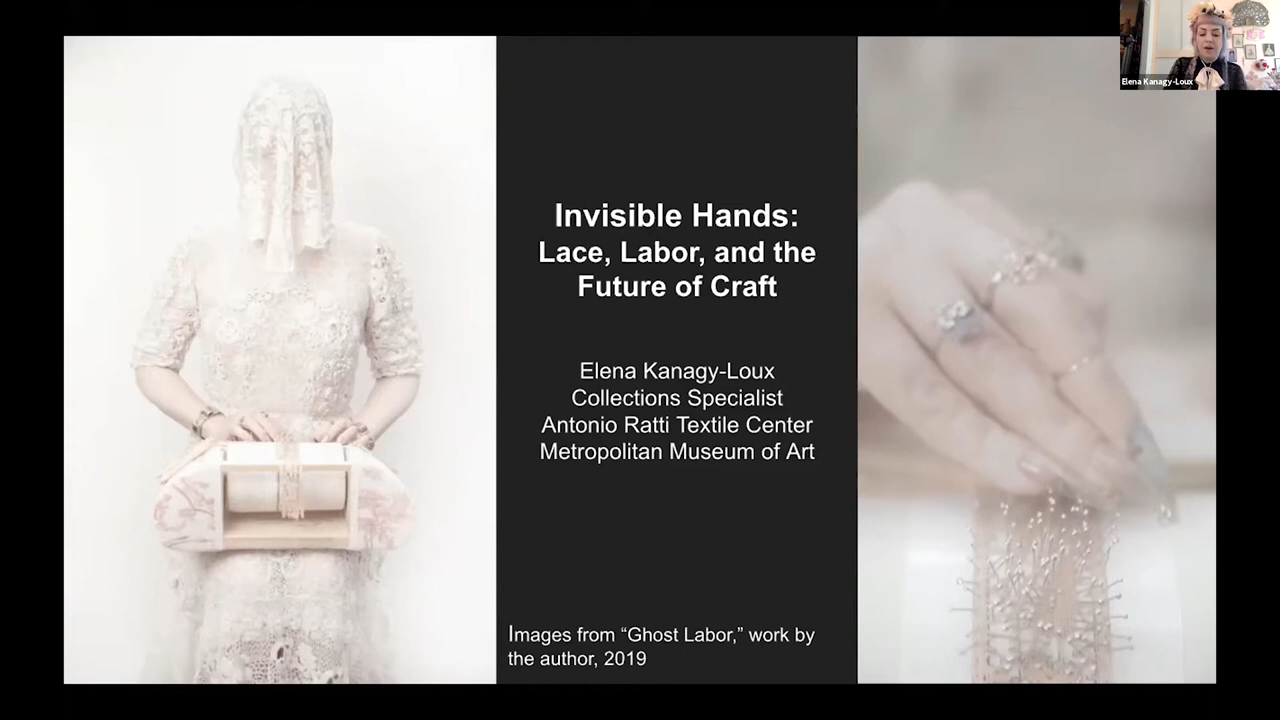 Elena Kanagy-Loux
Invisible Hands:
Lace, Labor, and the
Future of Craft
Elena Kanagy-Loux
Collections Specialist
Antonio Ratti Textile Center
Metropolitan Museum of Art
Images from “Ghost Labor,” work by
the author, 2019